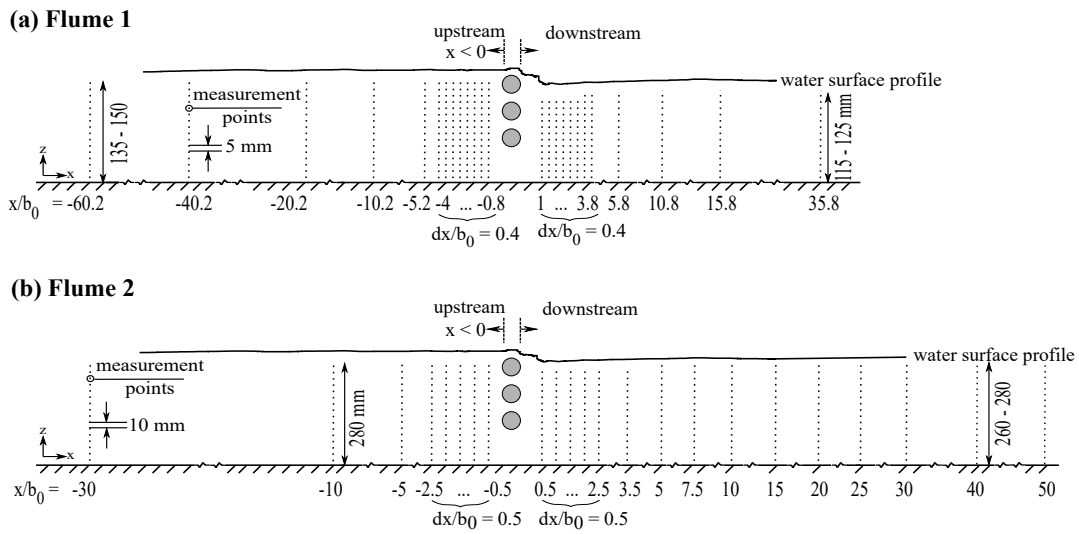 (a) Flume 1
upstream
downstream
x < 0
water surface profile
measurement
points
135 - 150
5 mm
115 - 125 mm
z
x
x/b0 = -60.2 -40.2 -20.2 -10.2 -5.2 -4 ... -0.8 1 ... 3.8 5.8 10.8 15.8 35.8
dx/b0 = 0.4 dx/b0 = 0.4
(b) Flume 2
upstream
downstream
x < 0
water surface profile
measurement
points
10 mm
280 mm
260 - 280
z
x
x/b0 = -30 -10 -5 -2.5 ... -0.5 0.5 ... 2.5 3.5 5 7.5 10 15 20 25 30 40 50
dx/b0 = 0.5 dx/b0 = 0.5